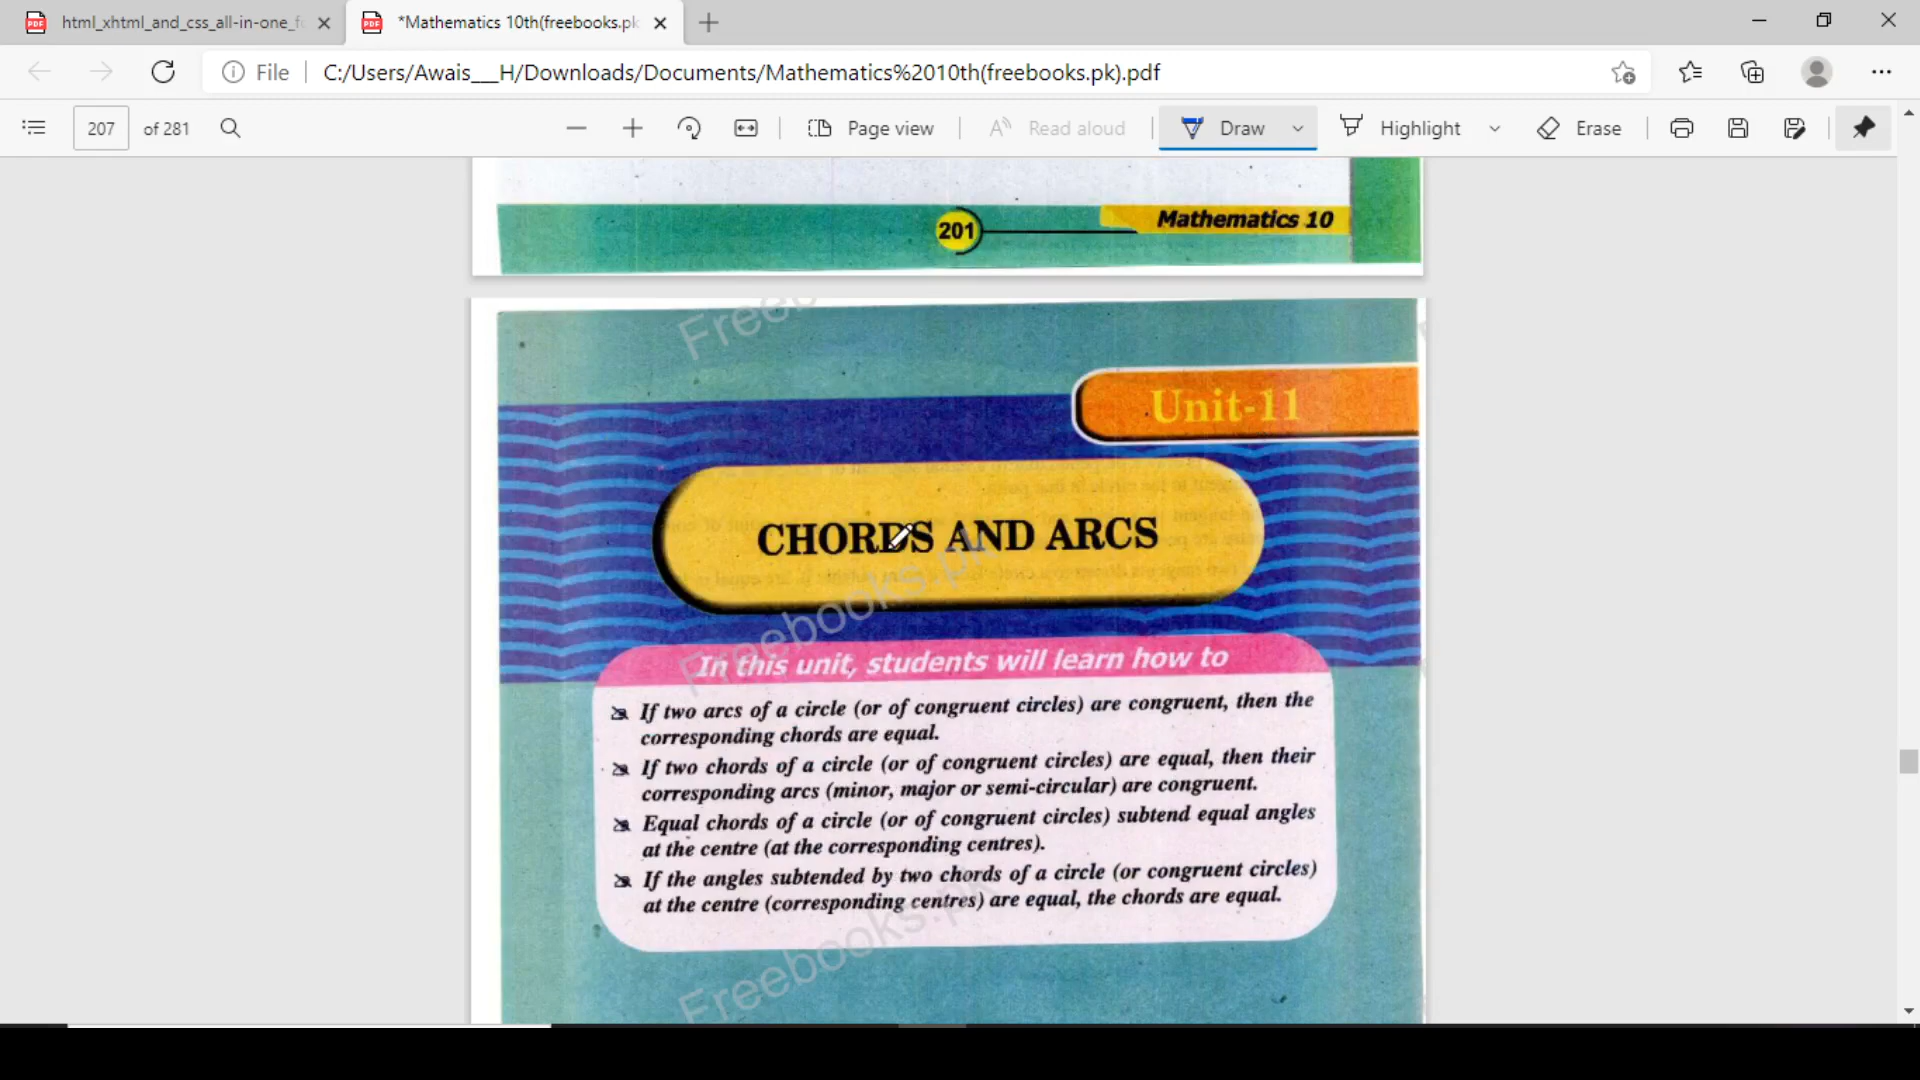 html_xhtml_and_css_all-in-one_f
*Mathematics 10th(freebooks.pk
File
C:/Users/Awais___H/Downloads/Documents/Mathematics%2010th(freebooks.pk).pdf
207 of 281
Page view
Read aloud
Draw
Highlight
Erase
201
Mathematics 10
Freebo
Unit-11
CHORDS AND ARCS
Freebooks.pk
In this unit, students will learn how to
If two arcs of a circle (or of congruent circles) are congruent, then the
corresponding chords are equal.
If two chords of a circle (or of congruent circles) are equal, then their
corresponding arcs (minor, major or semi-circular) are congruent.
Equal chords of a circle (or of congruent circles) subtend equal angles
at the centre (at the corresponding centres).
If the angles subtended by two chords of a circle (or congruent circles)
at the centre (corresponding centres) are equal, the chords are equal.
Freebooks.pk